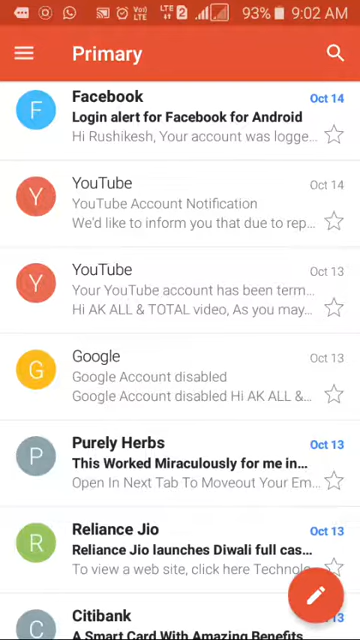 Vo) LTE LTE 2 93% 9:02 AM
Primary
F Facebook Oct 14
Login alert for Facebook for Android
Hi Rushikesh, Your account was logge...
Y YouTube Oct 14
YouTube Account Notification
We'd like to inform you that due to rep...
Y YouTube Oct 13
Your YouTube account has been term...
Hi AK ALL & TOTAL video, As you may...
G Google Oct 13
Google Account disabled
Google Account disabled Hi AK ALL &...
P Purely Herbs Oct 13
This Worked Miraculously for me in...
Open In Next Tab To Moveout Your Em...
R Reliance Jio Oct 13
Reliance Jio launches Diwali full cas...
To view a web site, click here Technolo...
C Citibank
A Smart Card With Amazing Benefits